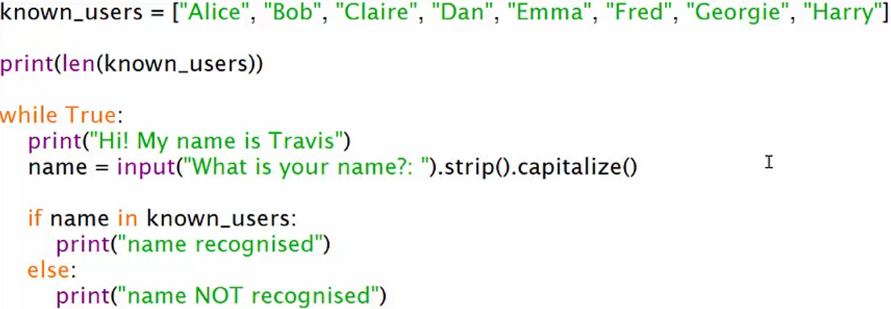 known_users = ["Alice", "Bob", "Claire", "Dan", "Emma", "Fred", "Georgie", "Harry"]
print(len(known_users))
while True:
print("Hi! My name is Travis")
name = input("What is your name?: ").strip().capitalize()
if name in known_users:
print("name recognised")
else:
print("name NOT recognised")